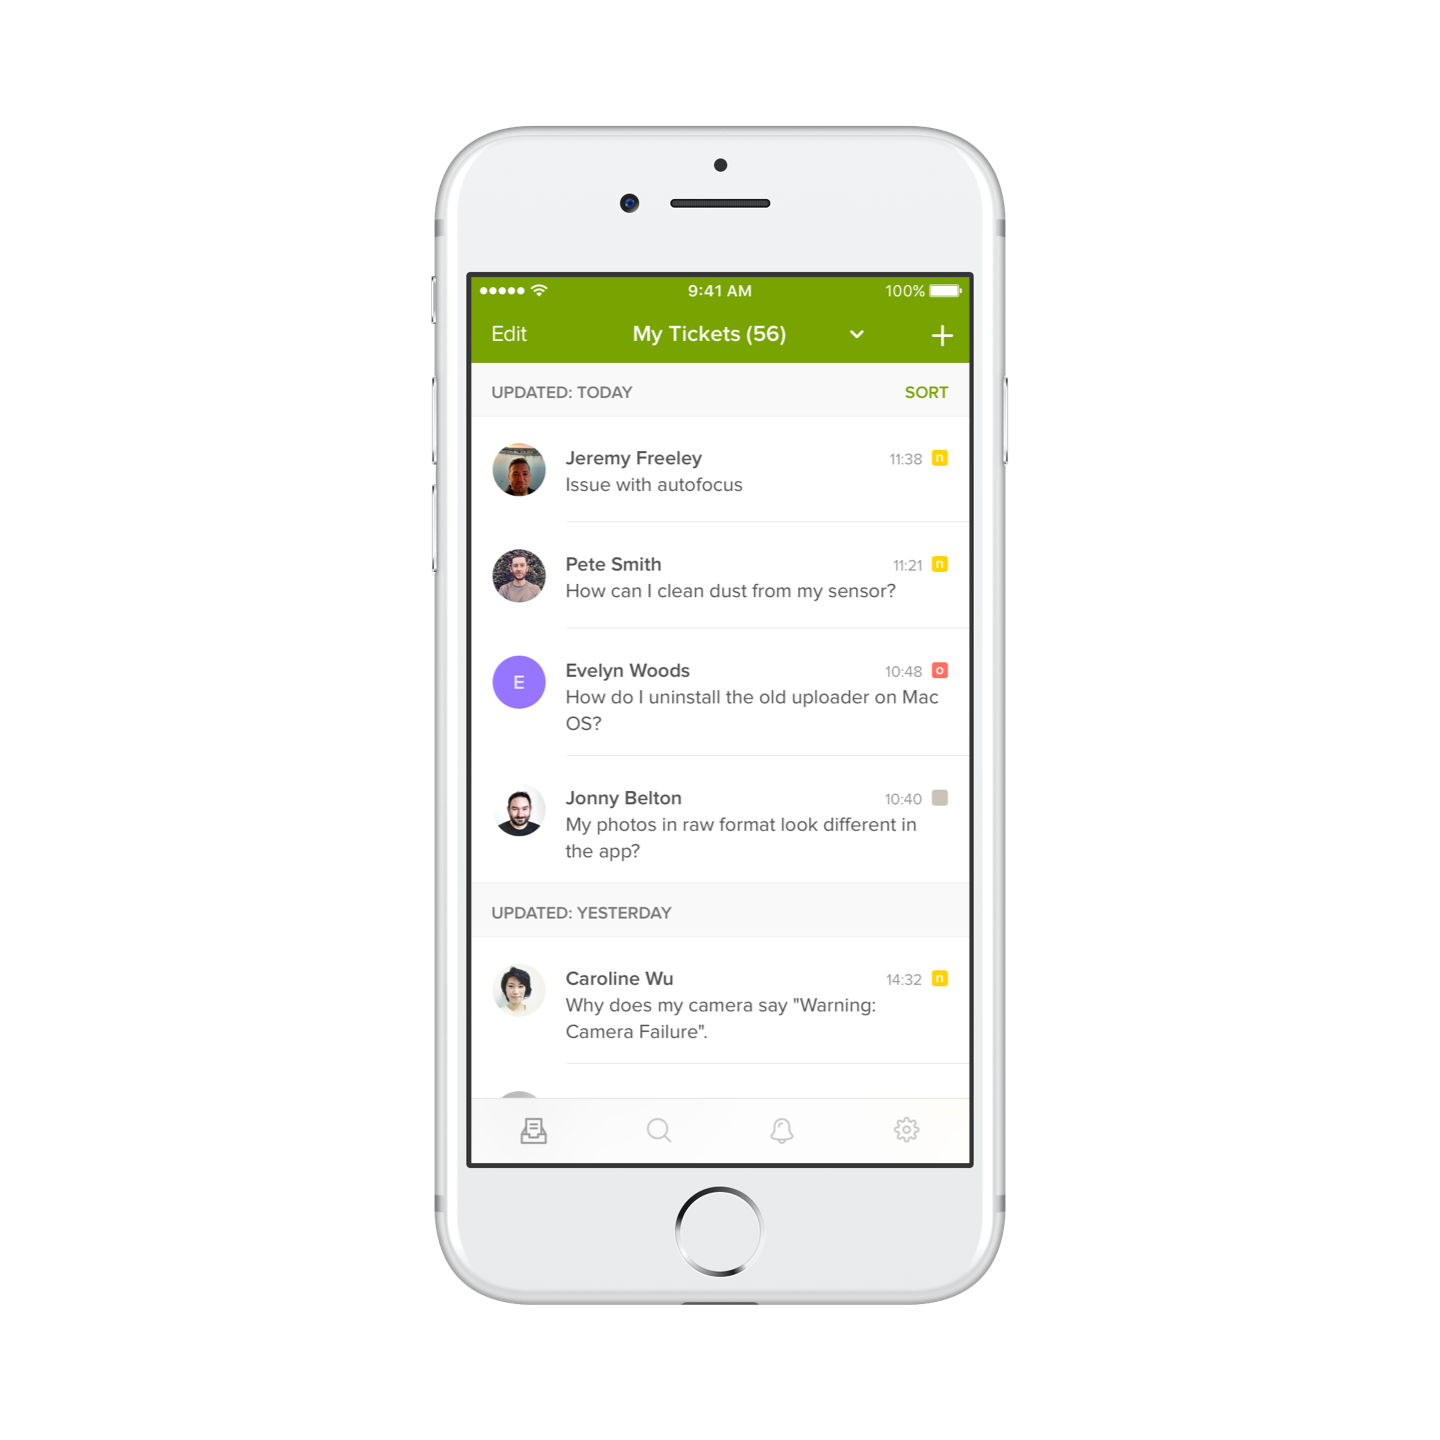 9:41 AM 100%
Edit My Tickets (56)
UPDATED: TODAY SORT
Jeremy Freeley 11:38 n
Issue with autofocus
Pete Smith 11:21 n
How can I clean dust from my sensor?
E Evelyn Woods 10:48 o
How do I uninstall the old uploader on Mac
OS?
Jonny Belton 10:40
My photos in raw format look different in
the app?
UPDATED: YESTERDAY
Caroline Wu 14:32 n
Why does my camera say "Warning:
Camera Failure".